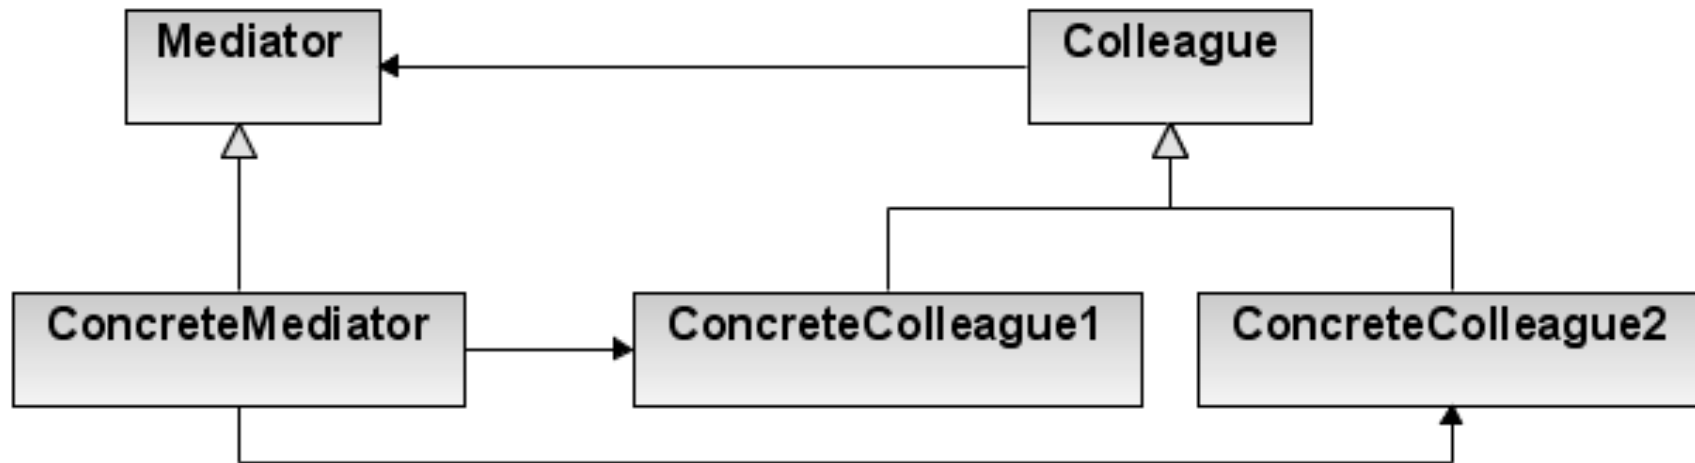 Mediator
Colleague
ConcreteMediator
ConcreteColleague1
ConcreteColleague2